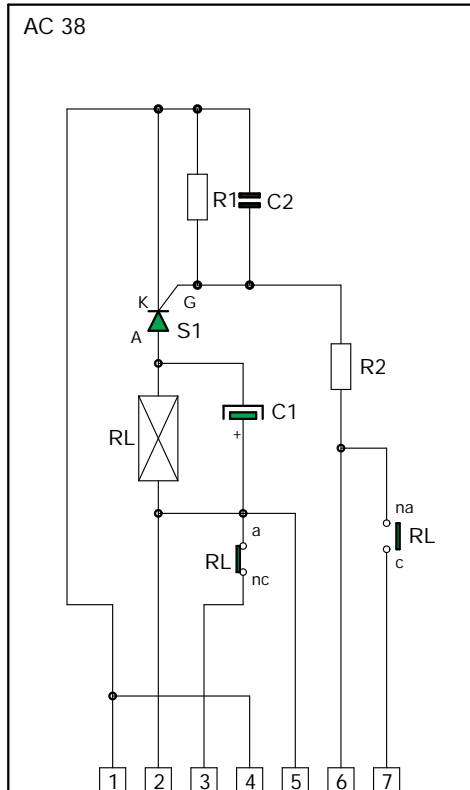 AC 38
R1 C2
K G
A S1
R2
C1
RL +
na
a RL
RL c
nc
1 2 3 4 5 6 7